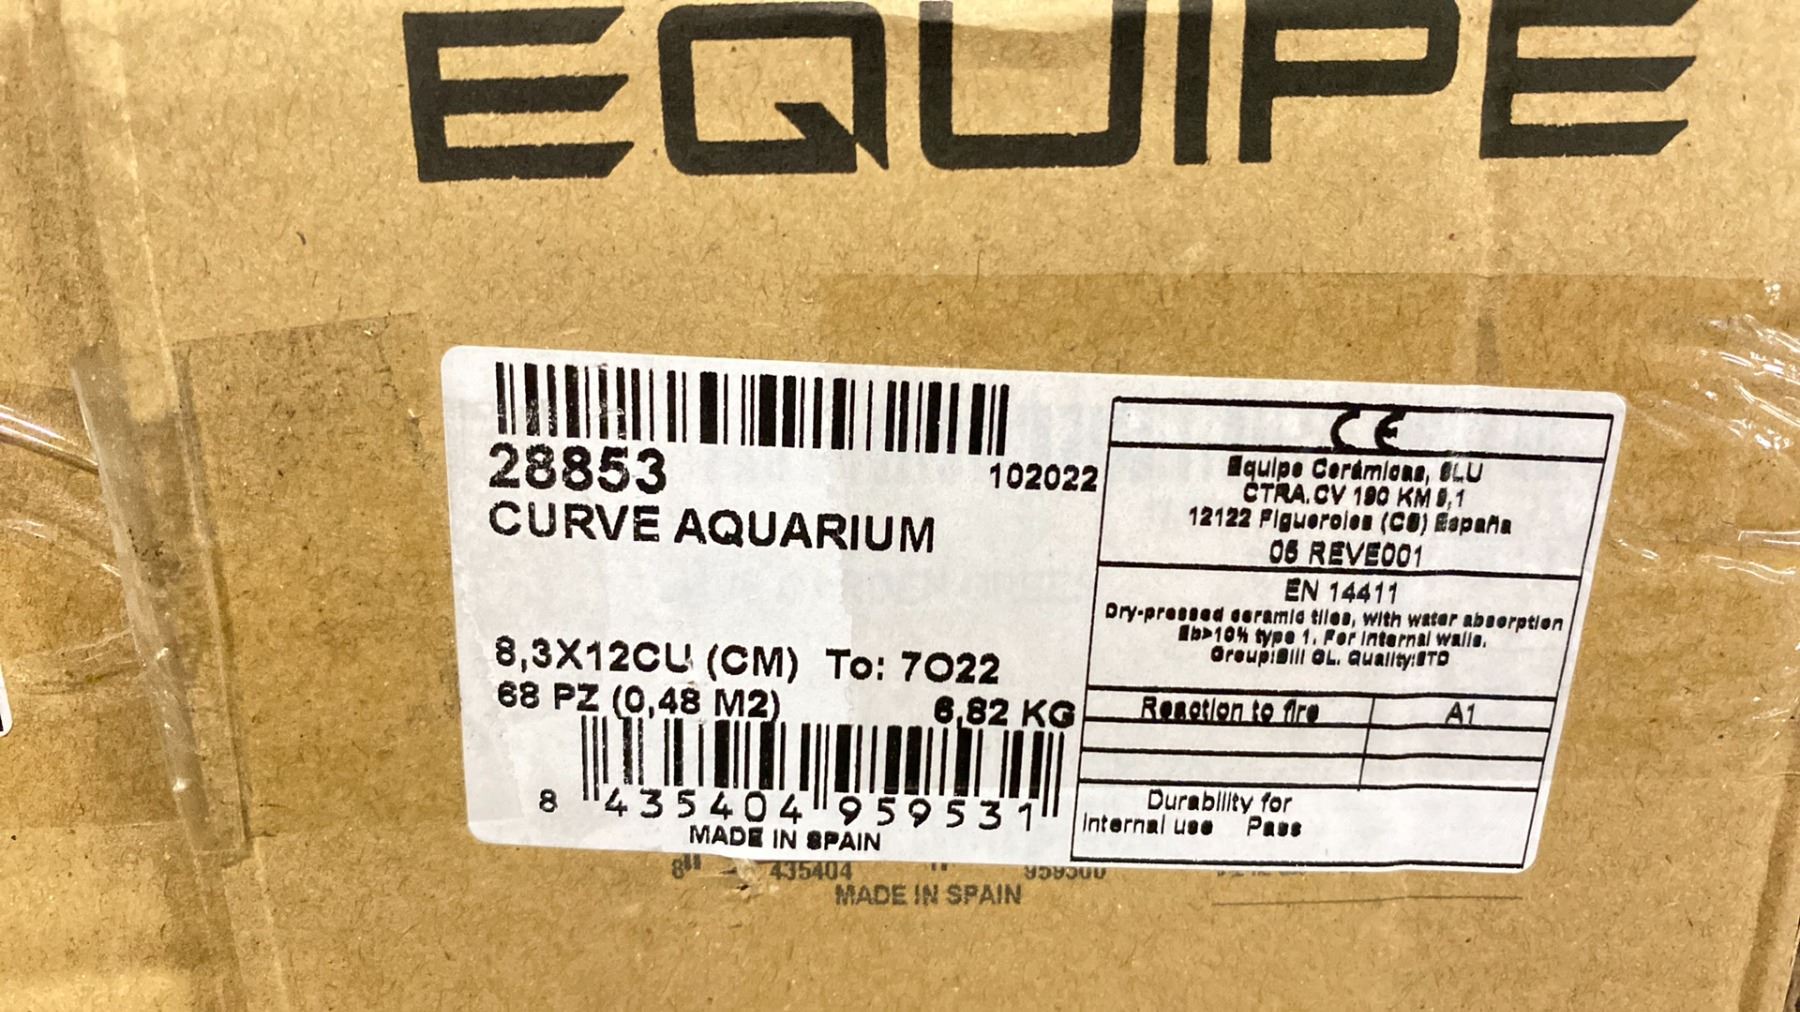 EQUIPE
28853
102022
CURVE AQUARIUM
8,3X12CU (CM) To: 7O22
68 PZ (0,48 M2)
6,82 KG
8 435404 959531
MADE IN SPAIN
CE
Equipe Cerámicas, SLU
CTRA.CV 190 KM 9,1
12122 Figueroles (CS) España
05 REVE001
EN 14411
Dry-pressed ceramic tiles, with water absorption
Eb>10% type 1. For internal walls.
Group:BIII GL. Quality:STD
Reaction to fire A1
Durability for
internal use Pass
8 435404
MADE IN SPAIN